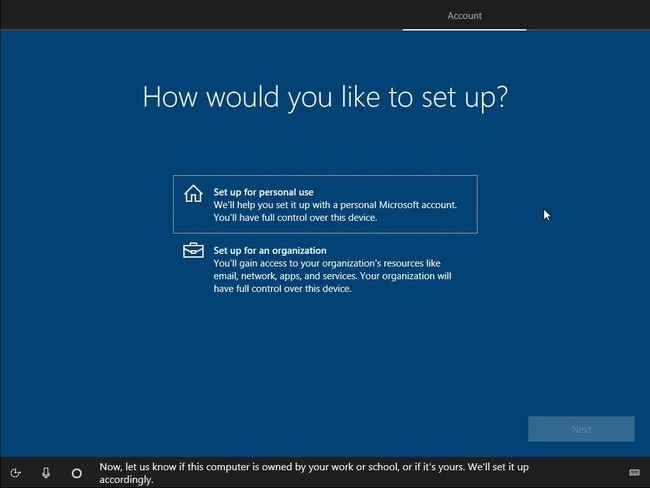 Account
How would you like to set up?
Set up for personal use
We'll help you set it up with a personal Microsoft account.
You'll have full control over this device.
Set up for an organization
You'll gain access to your organization's resources like
email, network, apps, and services. Your organization will
have full control over this device.
Next
Now, let us know if this computer is owned by your work or school, or if it's yours. We'll set it up
accordingly.